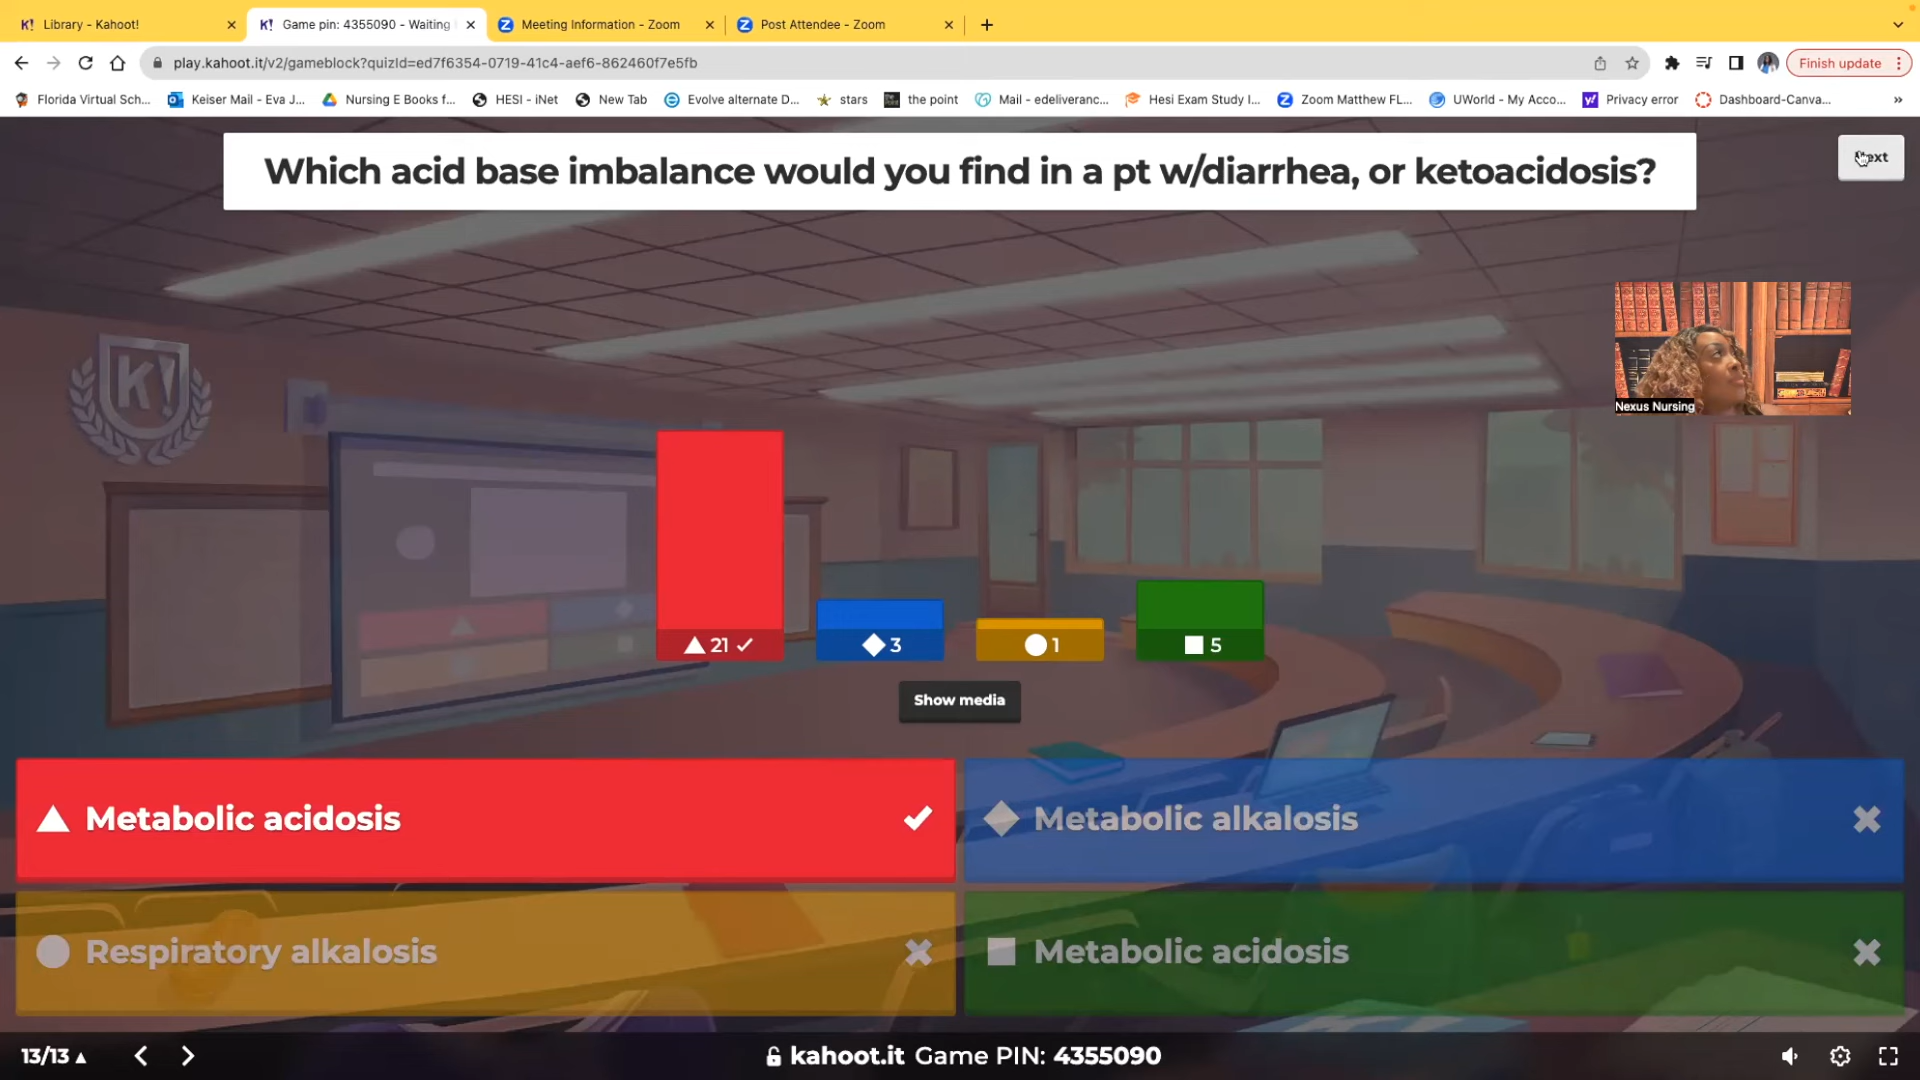 Library - Kahoot!
Game pin: 4355090 - Waiting
Meeting Information - Zoom
Post Attendee - Zoom
play.kahoot.it/v2/gameblock?quizId=ed7f6354-0719-41c4-aef6-862460f7e5fb
Finish update
Florida Virtual Sch...
Keiser Mail - Eva J...
Nursing E Books f...
HESI - iNet
New Tab
Evolve alternate D...
stars
the point
Mail - edeliveranc...
Hesi Exam Study I...
Zoom Matthew FL...
UWorld - My Acco...
Privacy error
Dashboard-Canva...
Which acid base imbalance would you find in a pt w/diarrhea, or ketoacidosis?
K!
Nexus Nursing
21
3
1
5
Show media
Metabolic acidosis
Metabolic alkalosis
Respiratory alkalosis
Metabolic acidosis
13/13
kahoot.it Game PIN: 4355090